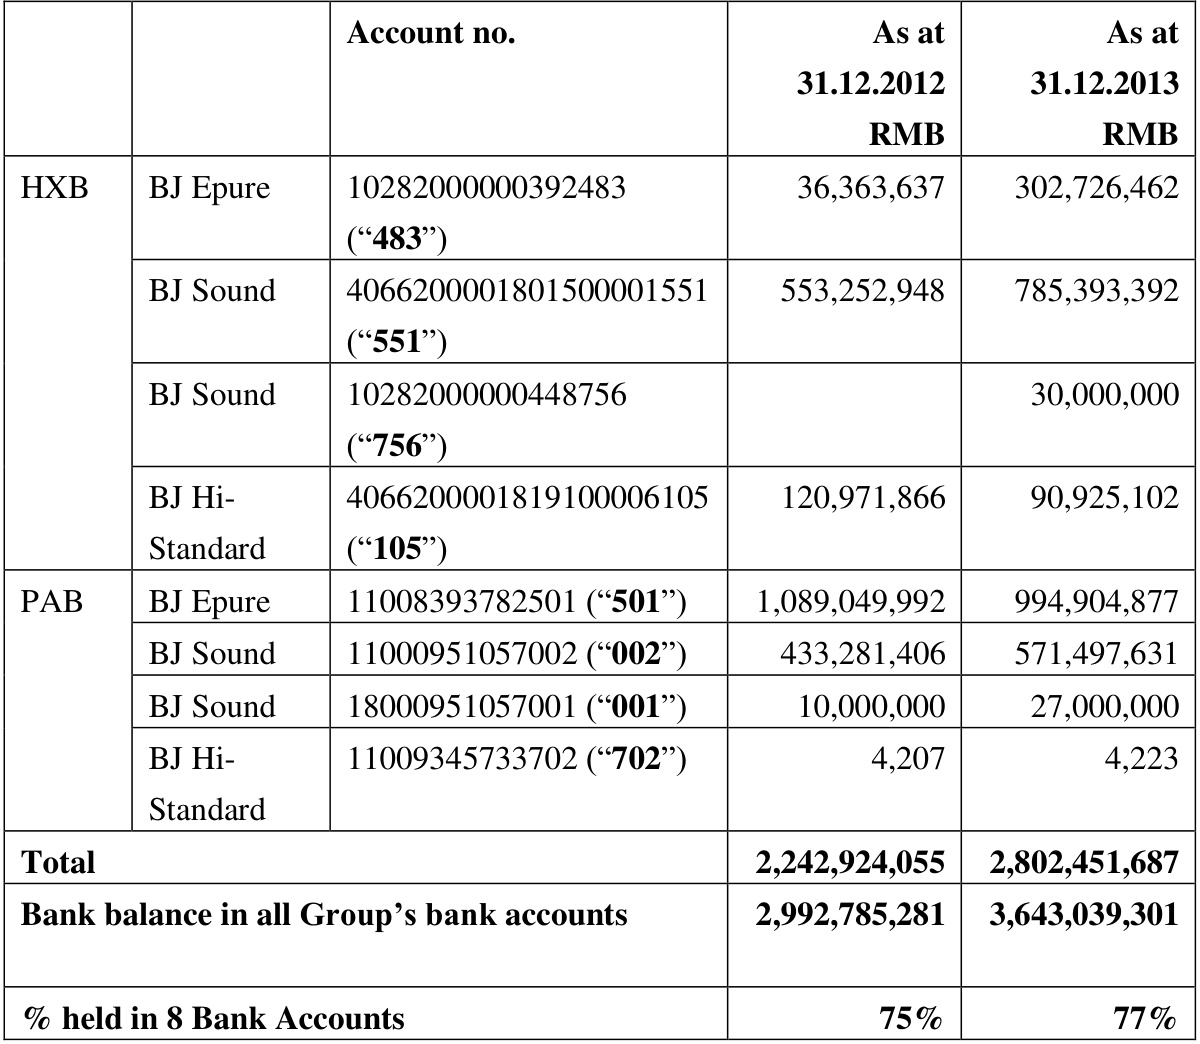 Account no. As at As at
31.12.2012 31.12.2013
RMB RMB
HXB BJ Epure 10282000000392483 36,363,637 302,726,462
(“483”)
BJ Sound 4066200001801500001551 553,252,948 785,393,392
(“551”)
BJ Sound 10282000000448756 30,000,000
(“756”)
BJ Hi- 4066200001819100006105 120,971,866 90,925,102
Standard (“105”)
PAB BJ Epure 11008393782501 (“501”) 1,089,049,992 994,904,877
BJ Sound 11000951057002 (“002”) 433,281,406 571,497,631
BJ Sound 18000951057001 (“001”) 10,000,000 27,000,000
BJ Hi- 11009345733702 (“702”) 4,207 4,223
Standard
Total 2,242,924,055 2,802,451,687
Bank balance in all Group’s bank accounts 2,992,785,281 3,643,039,301
% held in 8 Bank Accounts 75% 77%